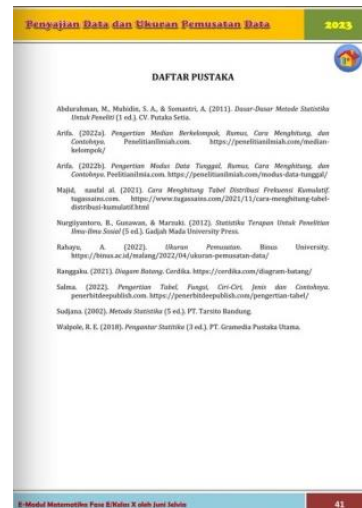 Penyajian Data dan Ukuran Pemusatan Data
2023
DAFTAR PUSTAKA
Abdurahman, M., Muhidin, S. A., & Somantri, A. (2011). Dasar-Dasar Metode Statistika
Untuk Peneliti (1 ed.). CV. Putaka Setia.
Arifa. (2022a). Pengertian Median Berkelompok, Rumus, Cara Menghitung, dan
Contohnya. Penelitianilmiah.com. https://penelitianilmiah.com/median-
kelompok/
Arifa. (2022b). Pengertian Modus Data Tunggal, Rumus, Cara Menghitung, dan
Contohnya. Peelitianilmia.com. https://penelitianilmiah.com/modus-data-tunggal/
Majid, naufal al. (2021). Cara Menghitung Tabel Distribusi Frekuensi Kumulatif.
tugassains.com. https://www.tugassains.com/2021/11/cara-menghitung-tabel-
distribusi-kumulatif.html
Nurgiyantoro, B., Gunawan, & Marzuki. (2012). Statistika Terapan Untuk Penelitian
Ilmu-Ilmu Sosial (5 ed.). Gadjah Mada University Press.
Rahayu, A. (2022). Ukuran Pemusatan. Binus University.
https://binus.ac.id/malang/2022/04/ukuran-pemusatan-data/
Ranggaku. (2021). Diagam Batang. Cerdika. https://cerdika.com/diagram-batang/
Salma. (2022). Pengertian Tabel, Fungsi, Ciri-Ciri, Jenis dan Contohnya.
penerbitdeepublish.com. https://penerbitdeepublish.com/pengertian-tabel/
Sudjana. (2002). Metoda Statistika (5 ed.). PT. Tarsito Bandung.
Walpole, R. E. (2018). Pengantar Statitika (3 ed.). PT. Gramedia Pustaka Utama.
E-Modul Matematika Fase E/Kelas X oleh Juni Selvia
41